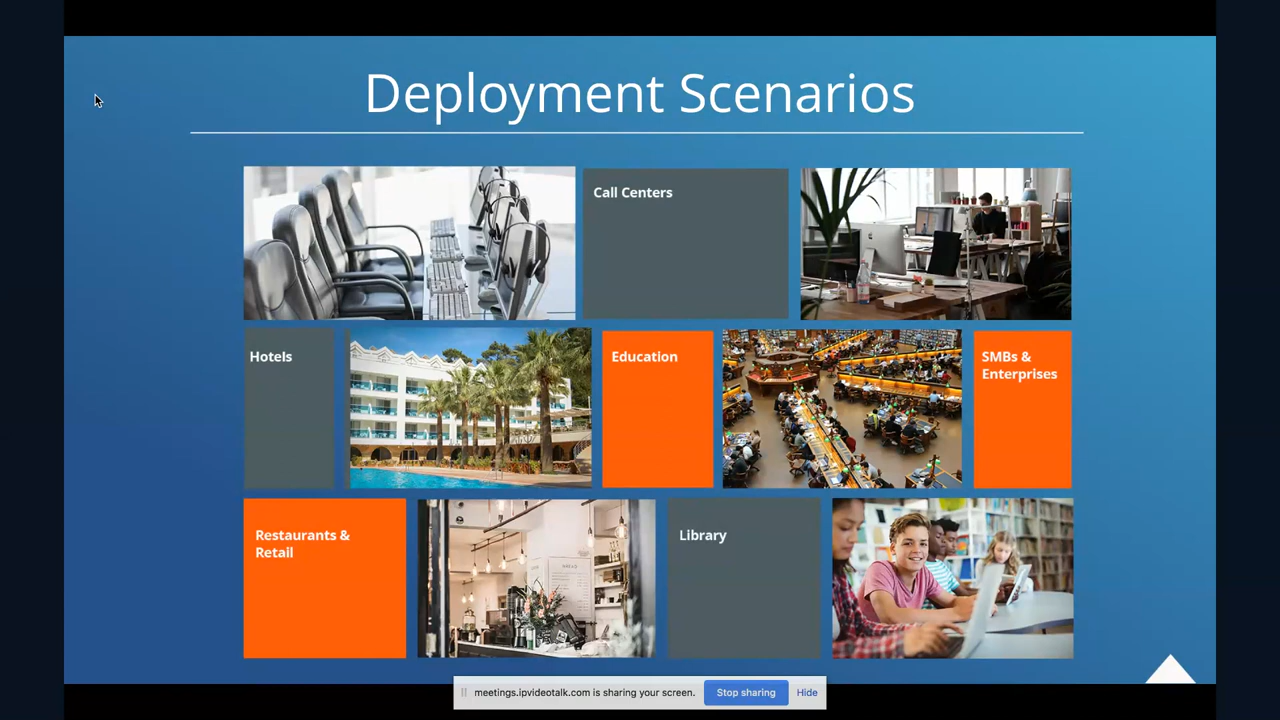 Deployment Scenarios
Call Centers
Hotels
Education
SMBs &
Enterprises
Restaurants &
Retail
Library
meetings.ipvideotalk.com is sharing your screen.
Stop sharing
Hide